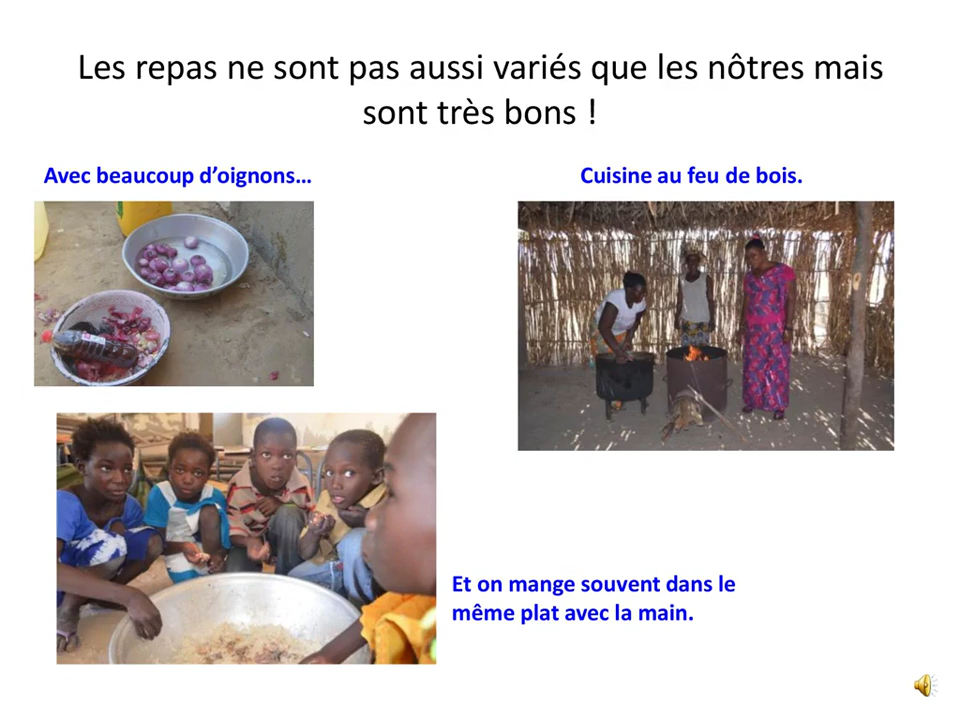 Les repas ne sont pas aussi variés que les nôtres mais
sont très bons !
Avec beaucoup d’oignons…
Cuisine au feu de bois.
Et on mange souvent dans le
même plat avec la main.